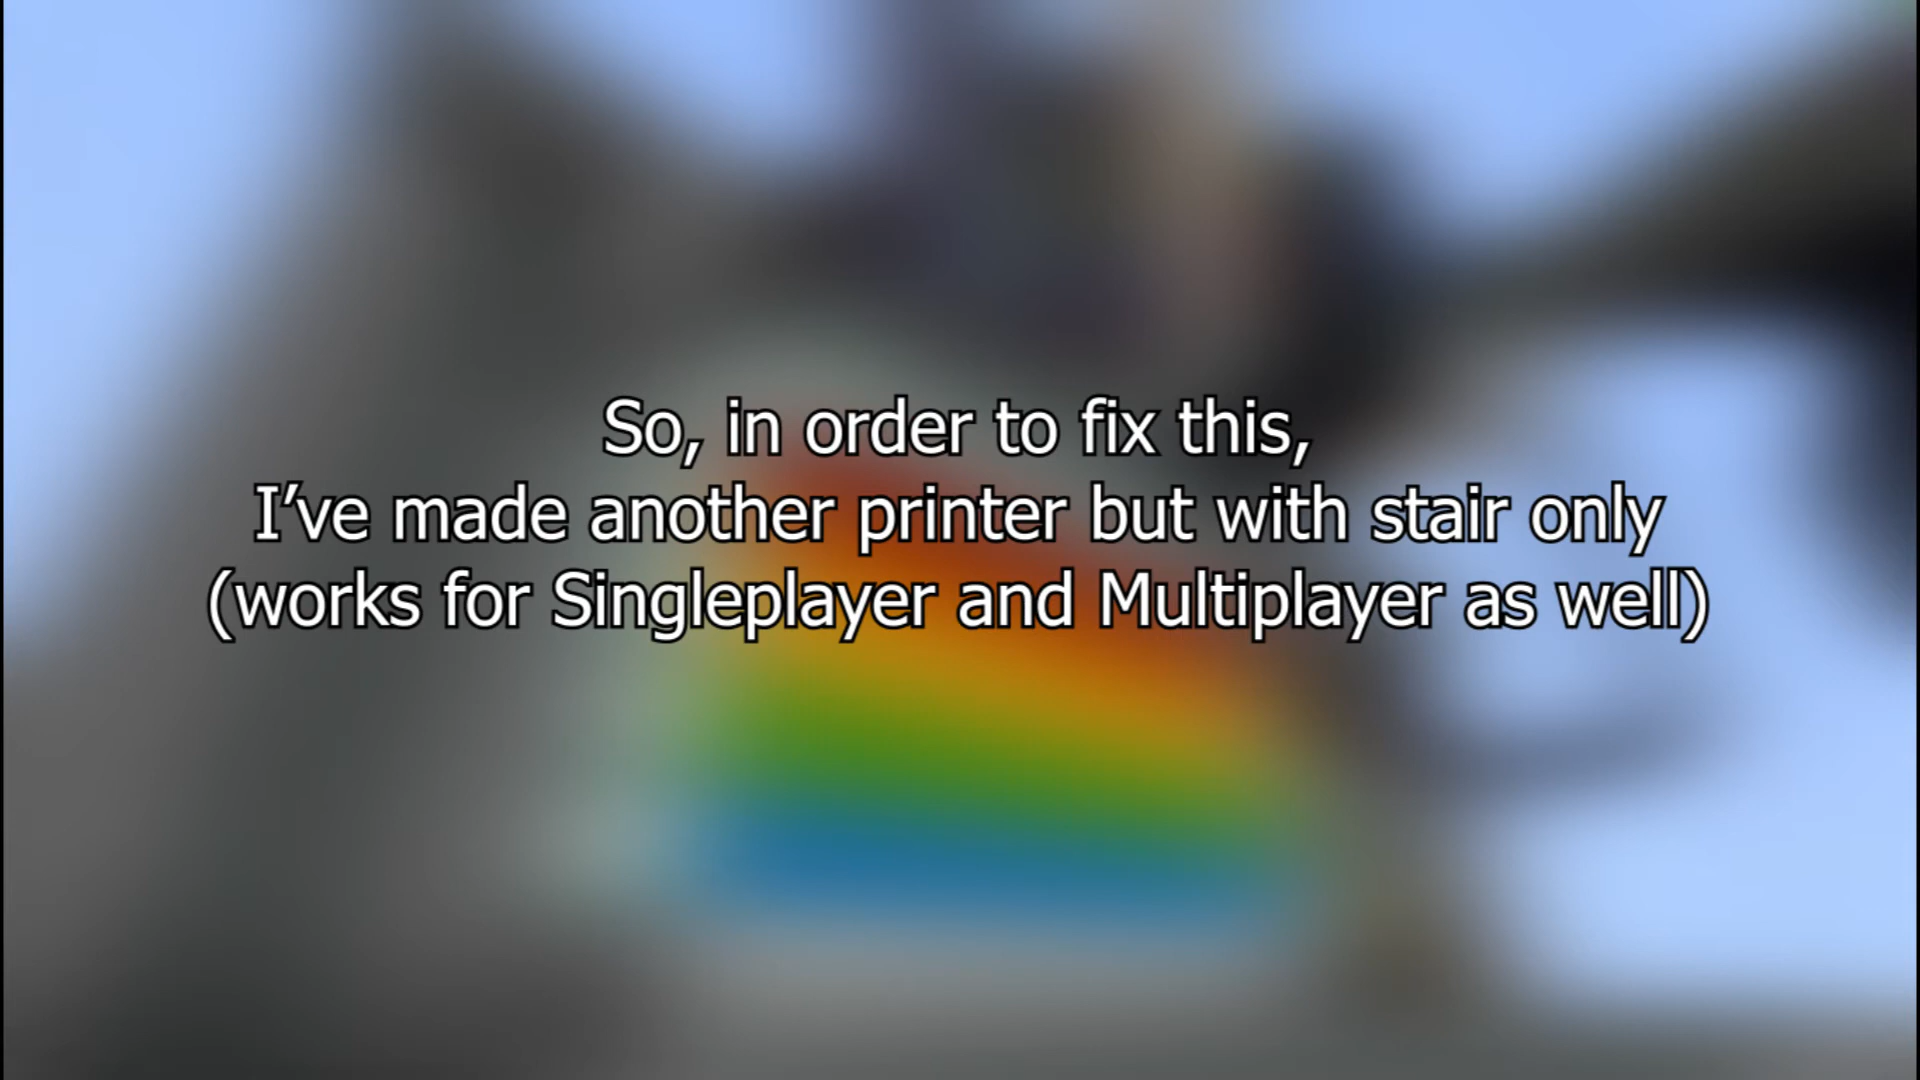 So, in order to fix this,
I've made another printer but with stair only
(works for Singleplayer and Multiplayer as well)